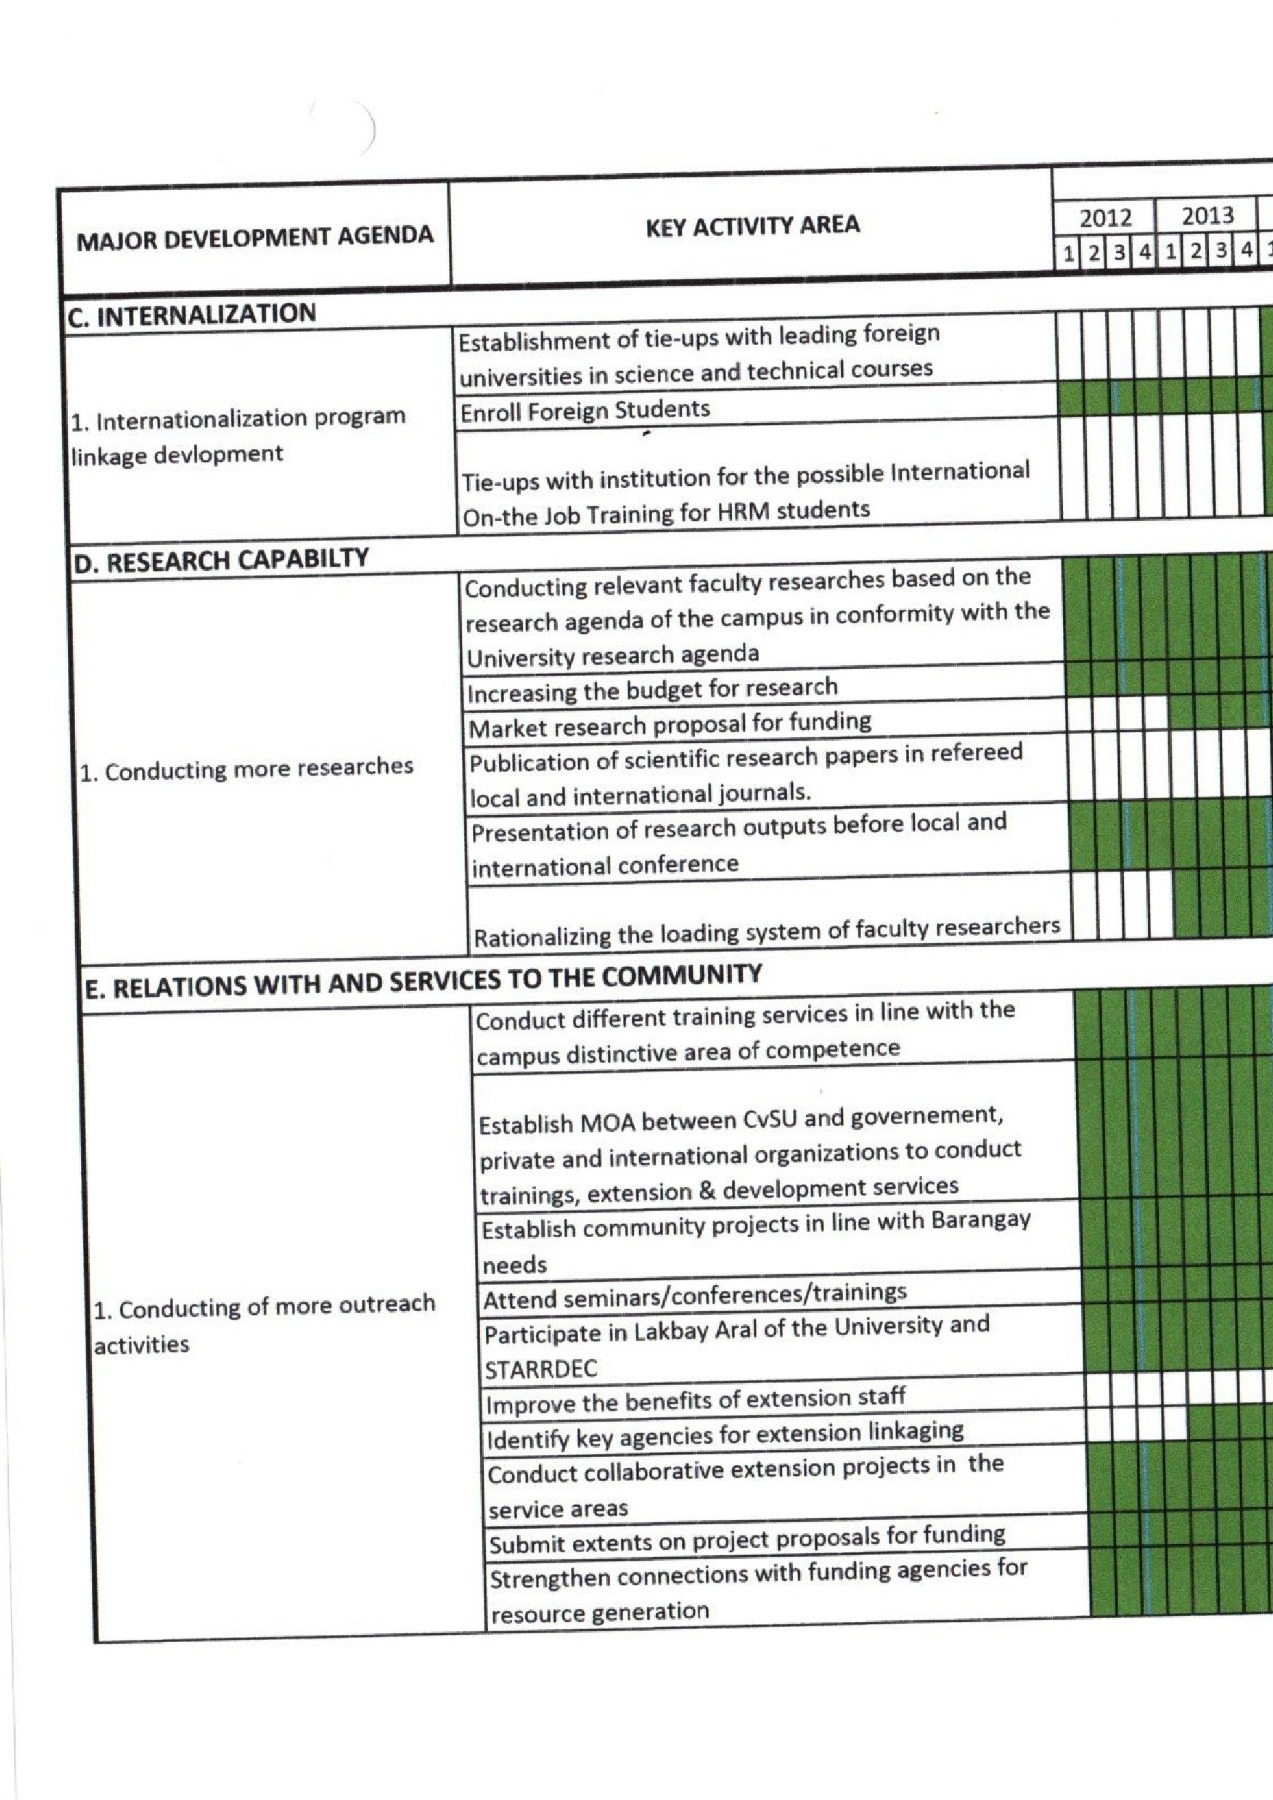 MAJOR DEVELOPMENT AGENDA
KEY ACTIVITY AREA
2012 2013
1 2 3 4 1 2 3 4
C. INTERNALIZATION
1. Internationalization program
linkage devlopment
Establishment of tie-ups with leading foreign
universities in science and technical courses
Enroll Foreign Students
Tie-ups with institution for the possible International
On-the Job Training for HRM students
D. RESEARCH CAPABILTY
1. Conducting more researches
Conducting relevant faculty researches based on the
research agenda of the campus in conformity with the
University research agenda
Increasing the budget for research
Market research proposal for funding
Publication of scientific research papers in refereed
local and international journals.
Presentation of research outputs before local and
international conference
Rationalizing the loading system of faculty researchers
E. RELATIONS WITH AND SERVICES TO THE COMMUNITY
1. Conducting of more outreach
activities
Conduct different training services in line with the
campus distinctive area of competence
Establish MOA between CvSU and governement,
private and international organizations to conduct
trainings, extension & development services
Establish community projects in line with Barangay
needs
Attend seminars/conferences/trainings
Participate in Lakbay Aral of the University and
STARRDEC
Improve the benefits of extension staff
Identify key agencies for extension linkaging
Conduct collaborative extension projects in the
service areas
Submit extents on project proposals for funding
Strengthen connections with funding agencies for
resource generation